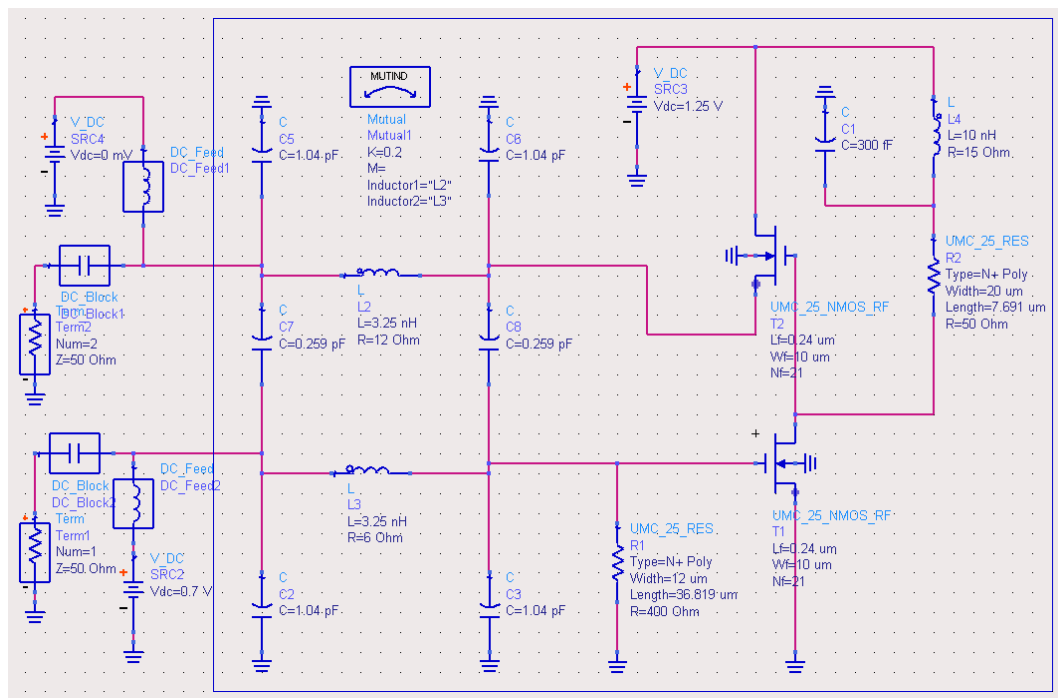 MUTIND
Mutual
Mutual1
K=0.2
M=
Inductor1="L2"
Inductor2="L3"
V_DC
SRC3
Vdc=1.25 V
C
C1
C=300 fF
L
L4
L=10 nH
R=15 Ohm
V_DC
SRC4
Vdc=0 mV
DC_Feed
DC_Feed1
C
C5
C=1.04 pF
C
C6
C=1.04 pF
UMC_25_RES
R2
Type=N+ Poly
Width=20 um
Length=7.691 um
R=50 Ohm
DC_Block
DC_Block1
Term
Term2
Num=2
Z=50 Ohm
C
C7
C=0.259 pF
L
L2
L=3.25 nH
R=12 Ohm
C
C8
C=0.259 pF
UMC_25_NMOS_RF
T2
Lf=0.24 um
Wf=10 um
Nf=21
DC_Block
DC_Block2
Term
Term1
Num=1
Z=50 Ohm
DC_Feed
DC_Feed2
V_DC
SRC2
Vdc=0.7 V
L
L3
L=3.25 nH
R=6 Ohm
C
C2
C=1.04 pF
C
C3
C=1.04 pF
UMC_25_RES
R1
Type=N+ Poly
Width=12 um
Length=36.819 um
R=400 Ohm
UMC_25_NMOS_RF
T1
Lf=0.24 um
Wf=10 um
Nf=21